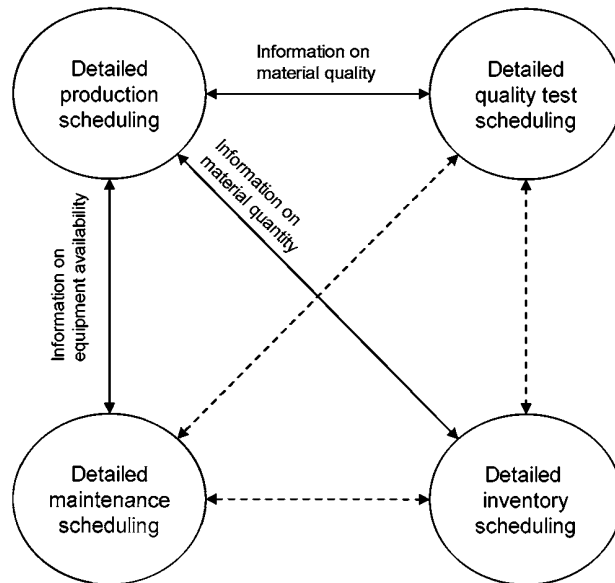 Detailed
production
scheduling
Information on
material quality
Detailed
quality test
scheduling
Information on
material quantity
Information on
equipment availability
Detailed
maintenance
scheduling
Detailed
inventory
scheduling